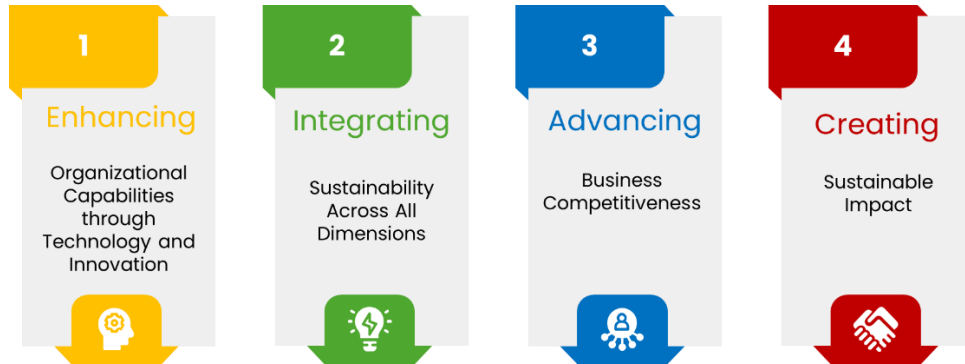 1
Enhancing
Organizational
Capabilities
through
Technology and
Innovation
2
Integrating
Sustainability
Across All
Dimensions
3
Advancing
Business
Competitiveness
4
Creating
Sustainable
Impact